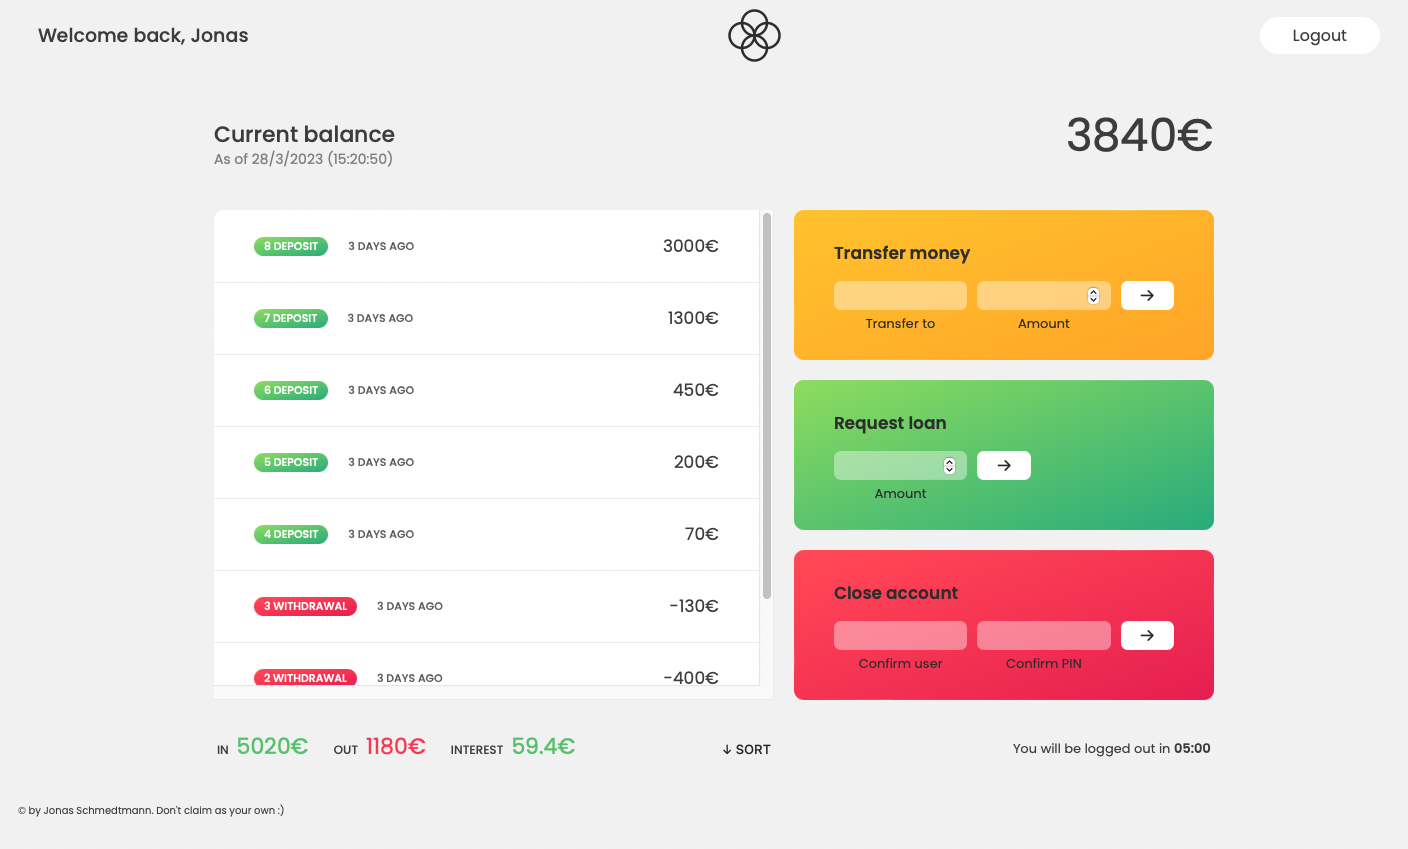 Welcome back, Jonas
Logout
Current balance
As of 28/3/2023 (15:20:50)
3840€
8 DEPOSIT 3 DAYS AGO 3000€
7 DEPOSIT 3 DAYS AGO 1300€
6 DEPOSIT 3 DAYS AGO 450€
5 DEPOSIT 3 DAYS AGO 200€
4 DEPOSIT 3 DAYS AGO 70€
3 WITHDRAWAL 3 DAYS AGO -130€
2 WITHDRAWAL 3 DAYS AGO -400€
Transfer money
→
Transfer to Amount
Request loan
→
Amount
Close account
→
Confirm user Confirm PIN
IN 5020€ OUT 1180€ INTEREST 59.4€
↓ SORT
You will be logged out in 05:00
© by Jonas Schmedtmann. Don't claim as your own :)